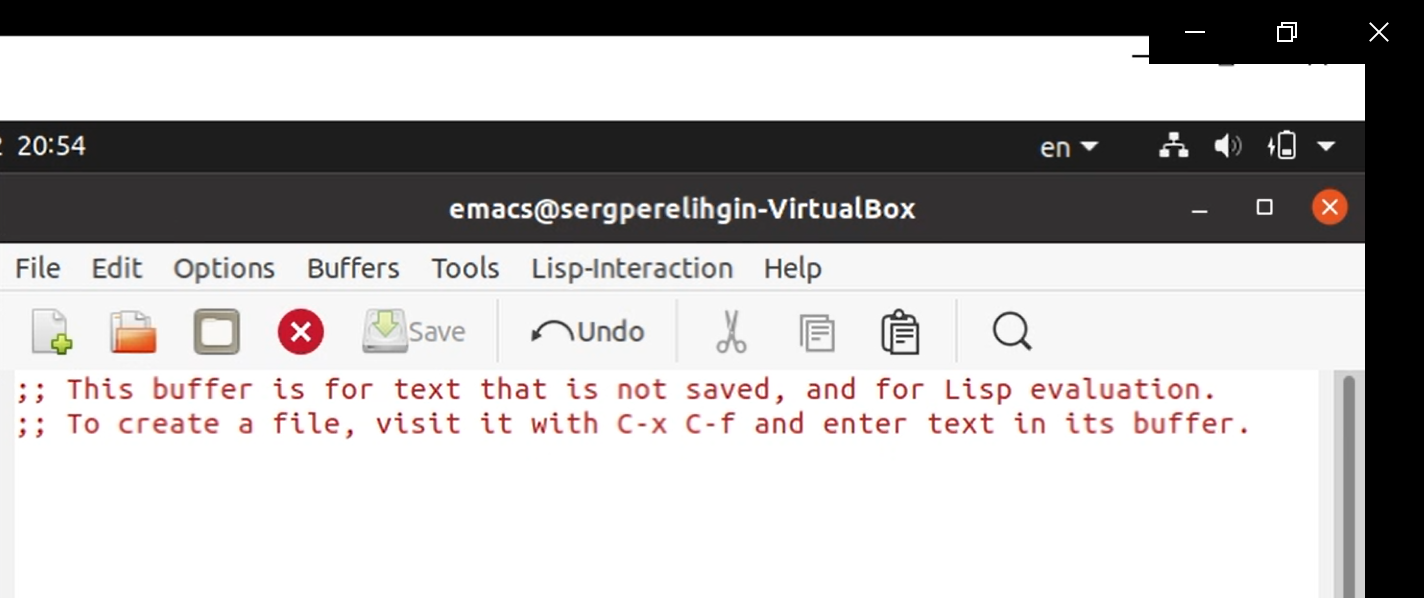 20:54
en
emacs@sergperelihgin-VirtualBox
File Edit Options Buffers Tools Lisp-Interaction Help
Save Undo
;; This buffer is for text that is not saved, and for Lisp evaluation.
;; To create a file, visit it with C-x C-f and enter text in its buffer.